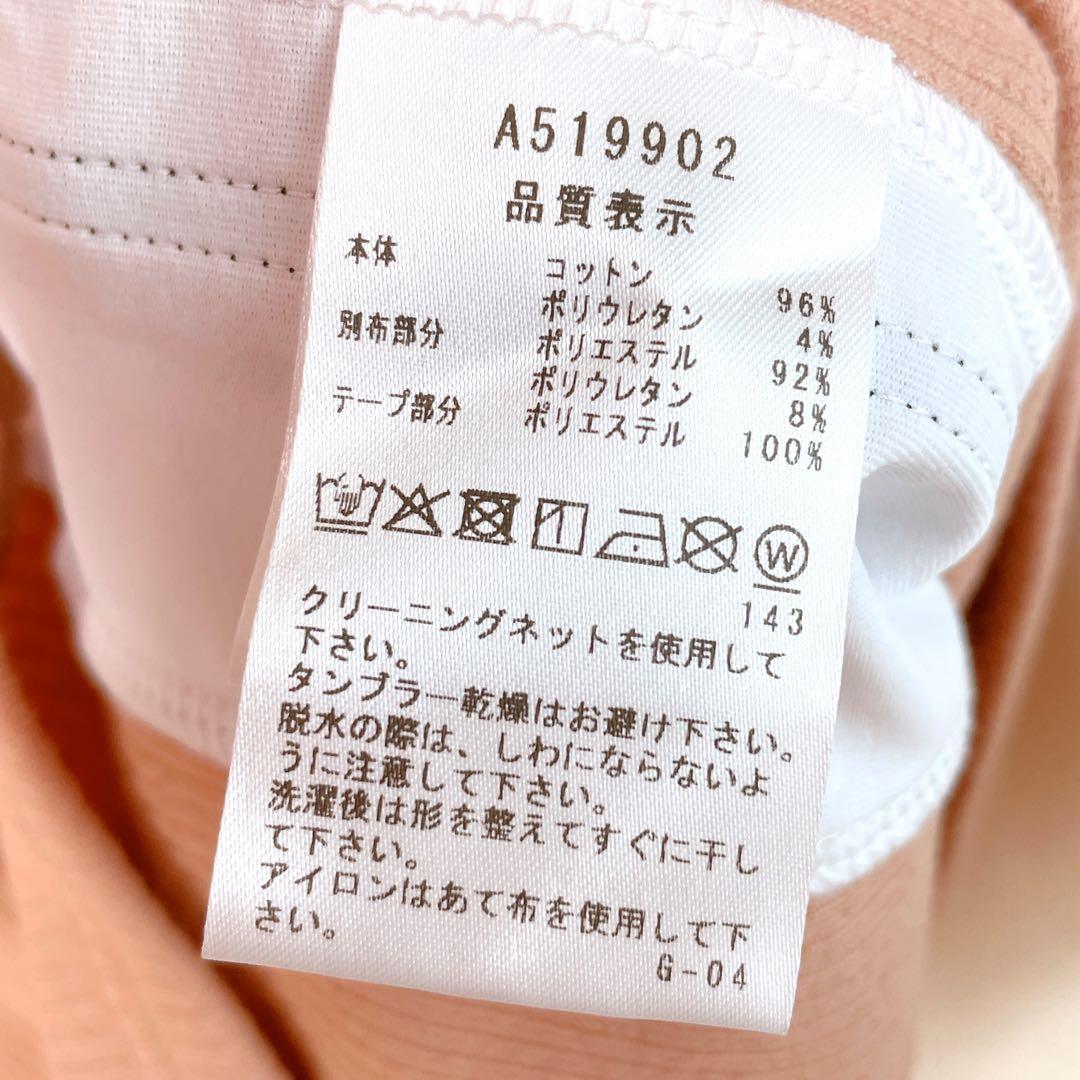 A519902
品質表示
本体 コットン 96%
ポリウレタン 4%
別布部分 ポリエステル 92%
ポリウレタン 8%
テープ部分 ポリエステル 100%
W
143
クリーニングネットを使用して
下さい。
タンブラー乾燥はお避け下さい。
脱水の際は、しわにならないよ
うに注意して下さい。
洗濯後は形を整えてすぐに干し
て下さい。
アイロンはあて布を使用して下
さい。
G-04